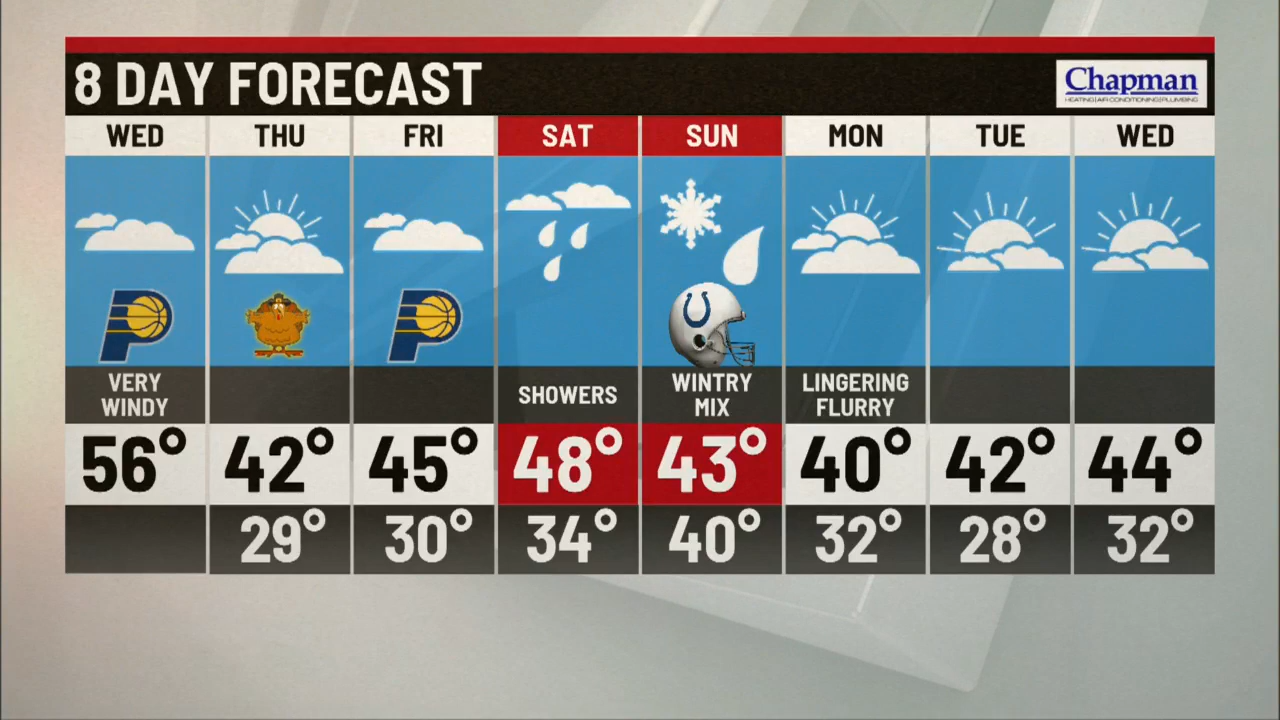 8 DAY FORECAST
Chapman
HEATING|AIR CONDITIONING|PLUMBING
WED THU FRI SAT SUN MON TUE WED
VERY WINDY
SHOWERS
WINTRY MIX
LINGERING FLURRY
56° 42° 45° 48° 43° 40° 42° 44°
29° 30° 34° 40° 32° 28° 32°